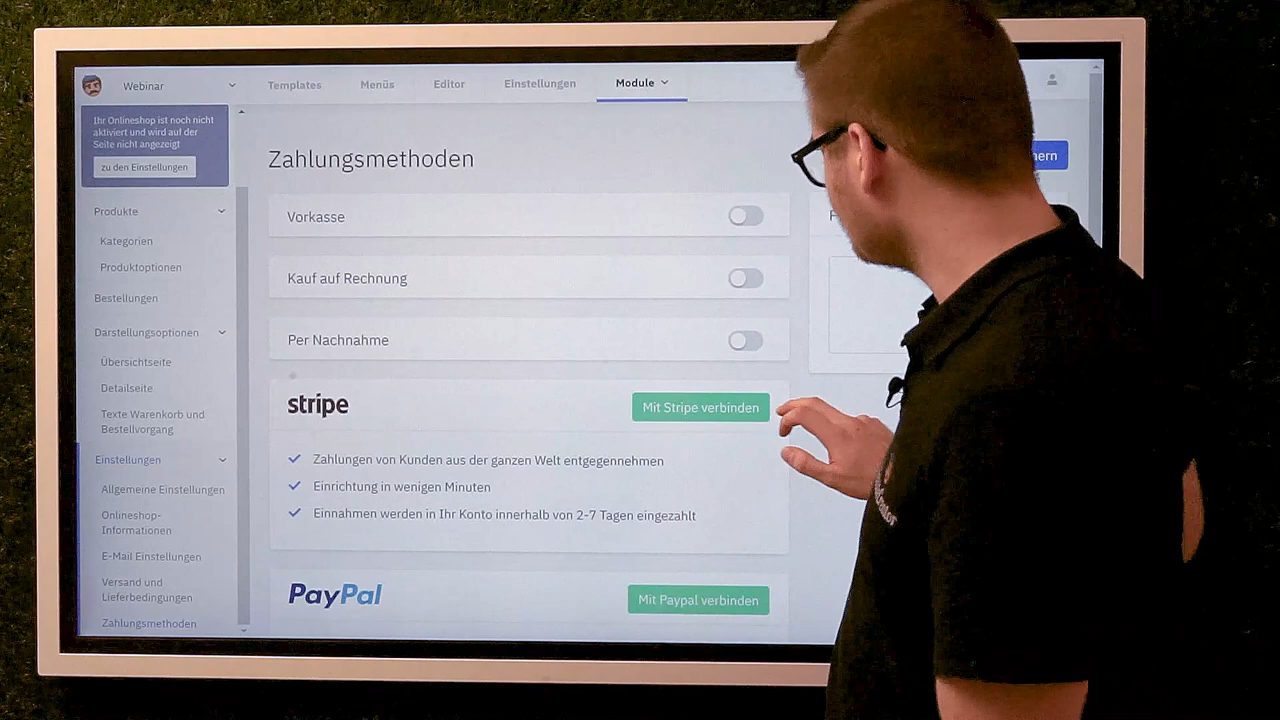 Webinar
Templates
Menüs
Editor
Einstellungen
Module
Ihr Onlineshop ist noch nicht
aktiviert und wird auf der
Seite nicht angezeigt
zu den Einstellungen
Produkte
Kategorien
Produktoptionen
Bestellungen
Darstellungsoptionen
Übersichtseite
Detailseite
Texte Warenkorb und
Bestellvorgang
Einstellungen
Allgemeine Einstellungen
Onlineshop-
Informationen
E-Mail Einstellungen
Versand und
Lieferbedingungen
Zahlungsmethoden
Zahlungsmethoden
Vorkasse
Kauf auf Rechnung
Per Nachnahme
stripe
Mit Stripe verbinden
Zahlungen von Kunden aus der ganzen Welt entgegennehmen
Einrichtung in wenigen Minuten
Einnahmen werden in Ihr Konto innerhalb von 2-7 Tagen eingezahlt
PayPal
Mit Paypal verbinden